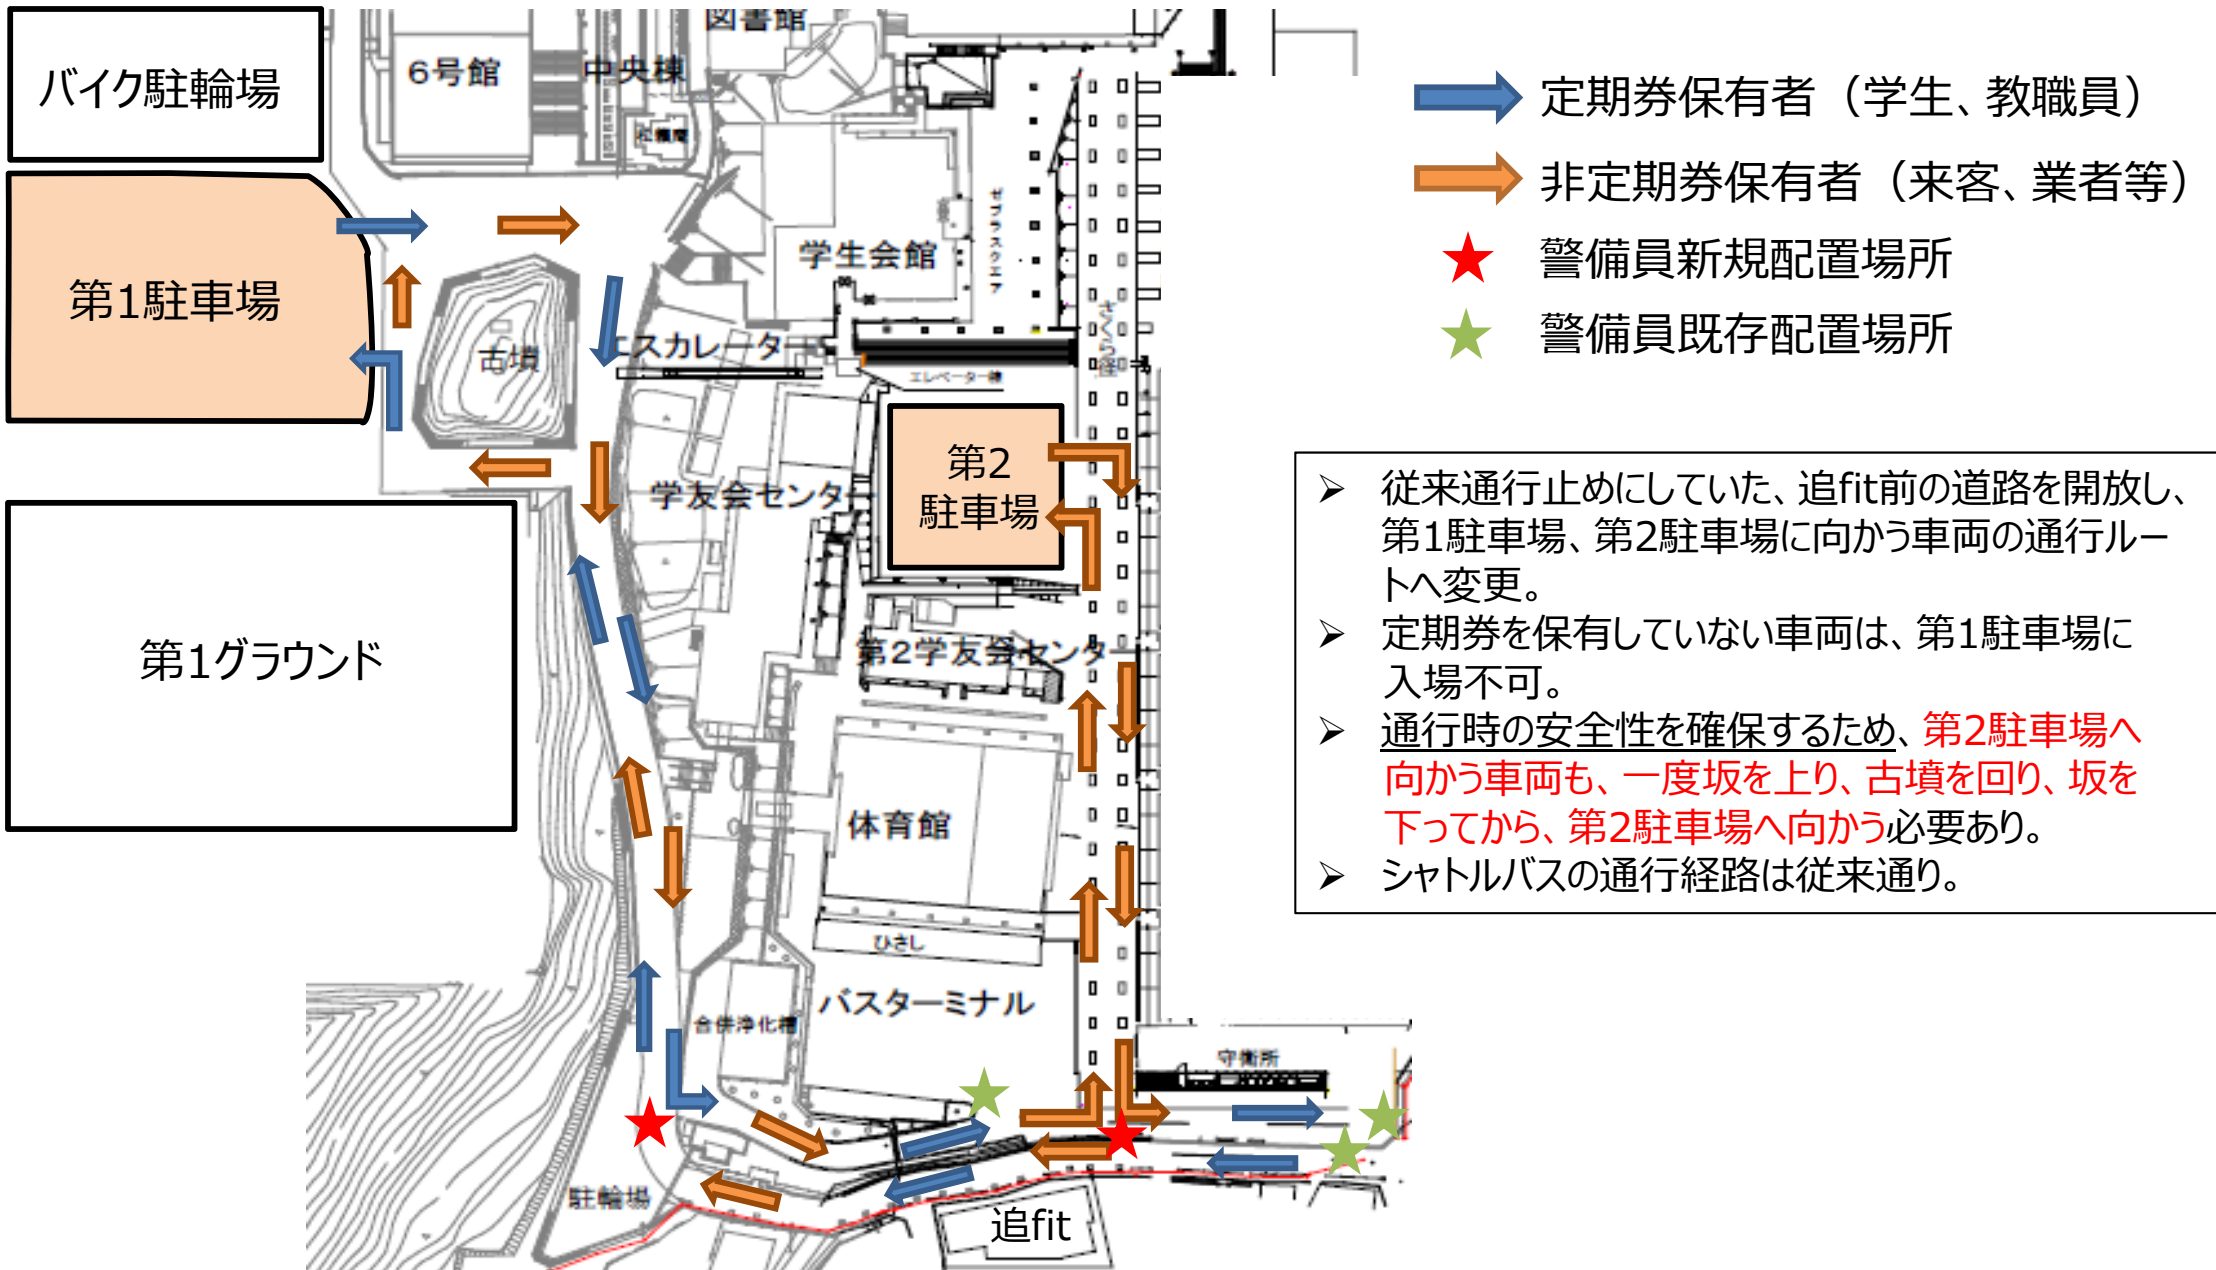 図書館
バイク駐輪場
6号館
中央棟
松籟庵
定期券保有者（学生、教職員）
非定期券保有者（来客、業者等）
警備員新規配置場所
警備員既存配置場所
ゼブラスクエア
学生会館
第1駐車場
古墳
エスカレーター
さくら径
エレベーター棟
第2
駐車場
学友会センター
➢ 従来通行止めにしていた、追fit前の道路を開放し、
第1駐車場、第2駐車場に向かう車両の通行ルー
トへ変更。
➢ 定期券を保有していない車両は、第1駐車場に
入場不可。
➢ 通行時の安全性を確保するため、第2駐車場へ
向かう車両も、一度坂を上り、古墳を回り、坂を
下ってから、第2駐車場へ向かう必要あり。
➢ シャトルバスの通行経路は従来通り。
第1グラウンド
第2学友会センター
体育館
ひさし
バスターミナル
合併浄化槽
守衛所
駐輪場
追fit